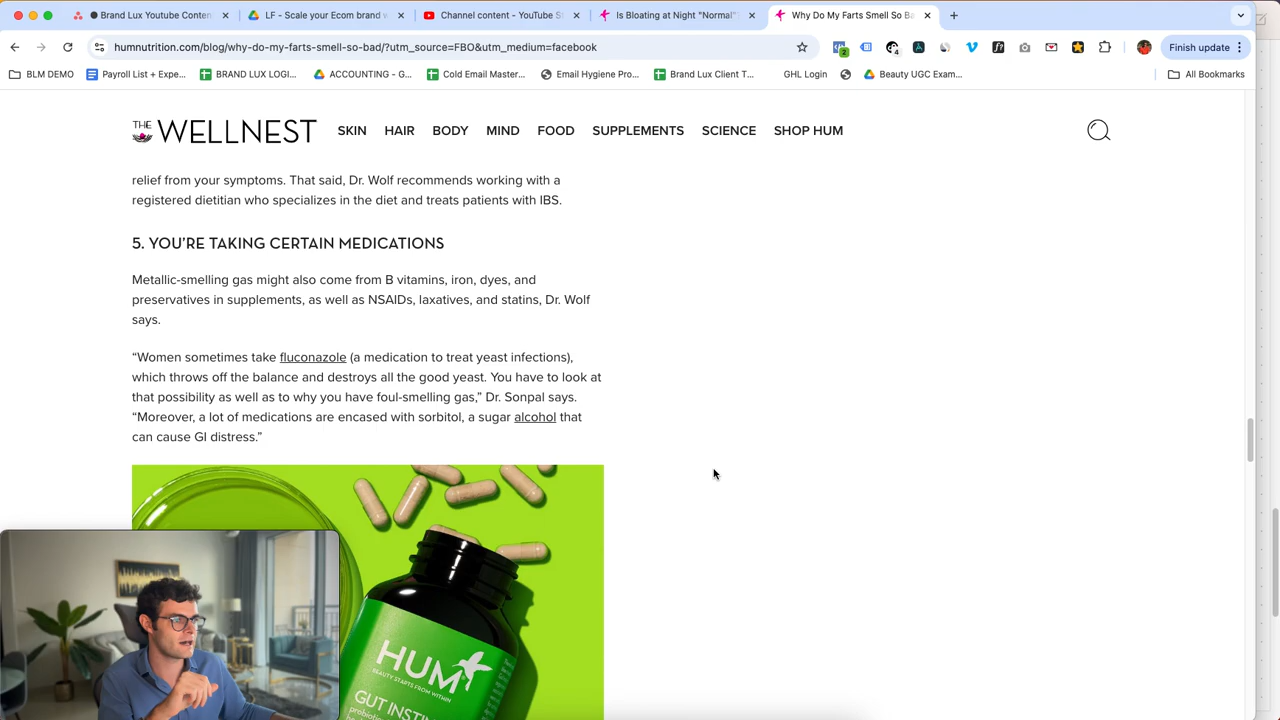 Brand Lux Youtube Conten
LF - Scale your Ecom brand w
Channel content - YouTube S
Is Bloating at Night "Normal"
Why Do My Farts Smell So Ba
humnutrition.com/blog/why-do-my-farts-smell-so-bad/?utm_source=FBO&utm_medium=facebook
2
4
Finish update
BLM DEMO
Payroll List + Expe...
BRAND LUX LOGI...
ACCOUNTING - G...
Cold Email Master...
Email Hygiene Pro...
Brand Lux Client T...
GHL Login
Beauty UGC Exam...
All Bookmarks
THE WELLNEST
SKIN
HAIR
BODY
MIND
FOOD
SUPPLEMENTS
SCIENCE
SHOP HUM
relief from your symptoms. That said, Dr. Wolf recommends working with a
registered dietitian who specializes in the diet and treats patients with IBS.
5. YOU’RE TAKING CERTAIN MEDICATIONS
Metallic-smelling gas might also come from B vitamins, iron, dyes, and
preservatives in supplements, as well as NSAIDs, laxatives, and statins, Dr. Wolf
says.
“Women sometimes take fluconazole (a medication to treat yeast infections),
which throws off the balance and destroys all the good yeast. You have to look at
that possibility as well as to why you have foul-smelling gas,” Dr. Sonpal says.
“Moreover, a lot of medications are encased with sorbitol, a sugar alcohol that
can cause GI distress.”
HUM
BEAUTY STARTS FROM WITHIN
GUT INSTIN